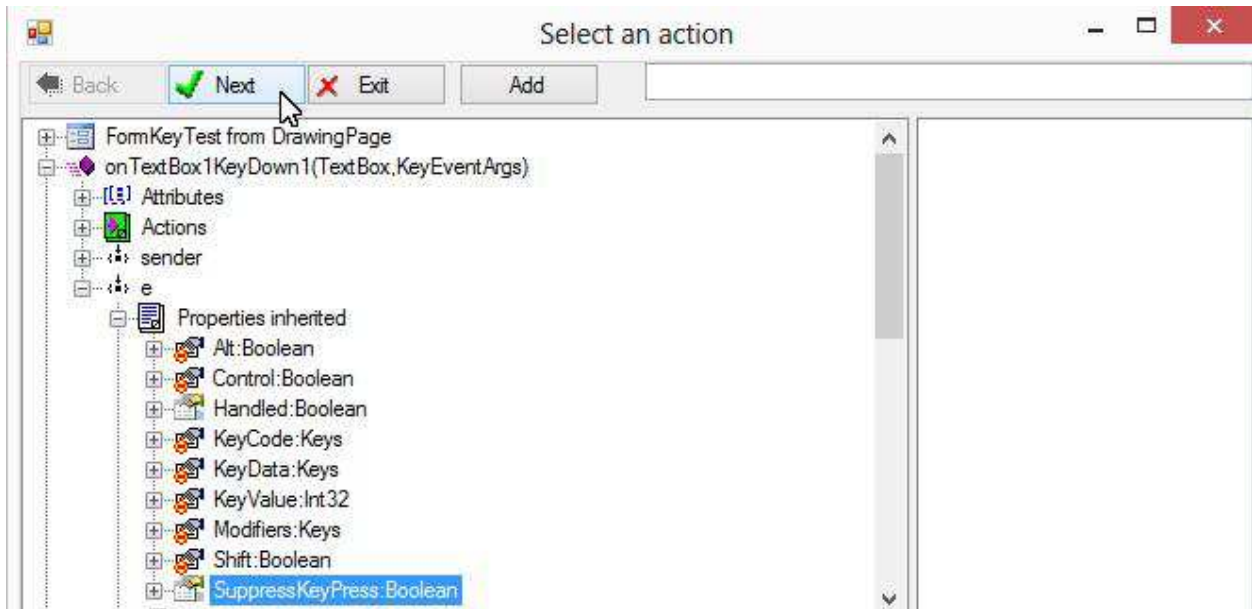 Select an action
Back Next Exit Add
FormKeyTest from DrawingPage
onTextBox1KeyDown1(TextBox,KeyEventArgs)
Attributes
Actions
sender
e
Properties inherited
Alt:Boolean
Control:Boolean
Handled:Boolean
KeyCode:Keys
KeyData:Keys
KeyValue:Int32
Modifiers:Keys
Shift:Boolean
SuppressKeyPress:Boolean